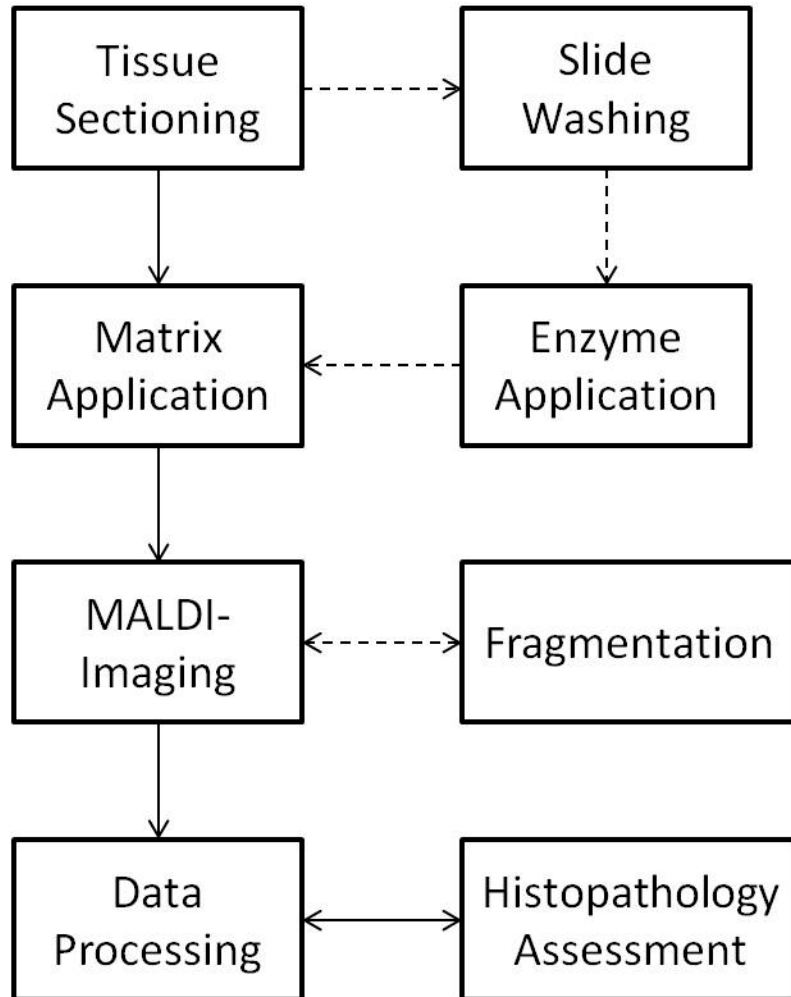 Tissue
Sectioning
Slide
Washing
Matrix
Application
Enzyme
Application
MALDI-
Imaging
Fragmentation
Data
Processing
Histopathology
Assessment